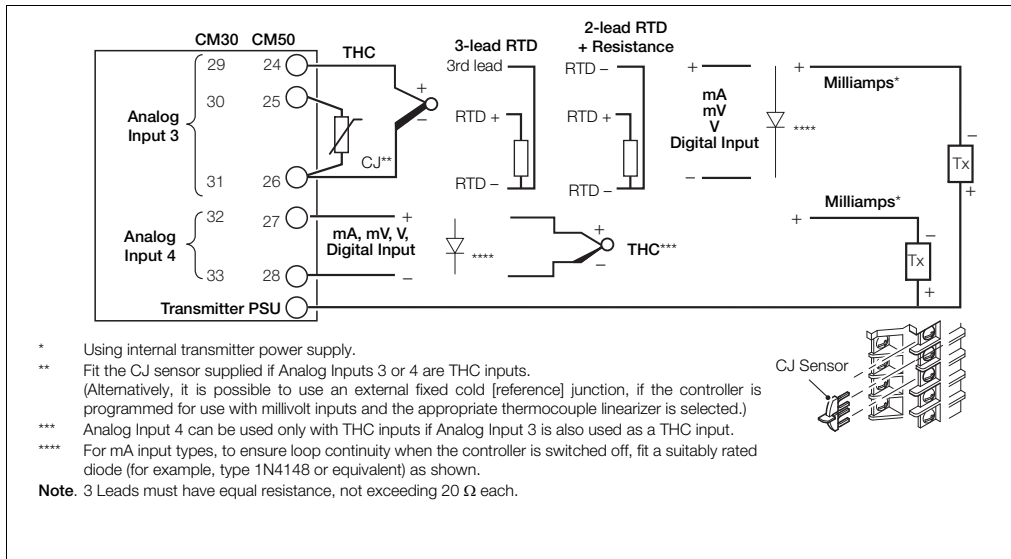 CM30 CM50
29 24
30 25
31 26
32 27
33 28
Analog
Input 3
Analog
Input 4
Transmitter PSU
THC
+
–
CJ**
3-lead RTD
3rd lead
RTD +
RTD –
2-lead RTD
+ Resistance
RTD –
RTD +
RTD –
+
mA
mV
V
Digital Input
–
****
+
Milliamps*
–
Tx
+
+
mA, mV, V,
Digital Input
–
****
+
–
THC***
Milliamps*
+
–
Tx
+
CJ Sensor
* Using internal transmitter power supply.
** Fit the CJ sensor supplied if Analog Inputs 3 or 4 are THC inputs.
(Alternatively, it is possible to use an external fixed cold [reference] junction, if the controller is
programmed for use with millivolt inputs and the appropriate thermocouple linearizer is selected.)
*** Analog Input 4 can be used only with THC inputs if Analog Input 3 is also used as a THC input.
**** For mA input types, to ensure loop continuity when the controller is switched off, fit a suitably rated
diode (for example, type 1N4148 or equivalent) as shown.
Note. 3 Leads must have equal resistance, not exceeding 20 Ω each.